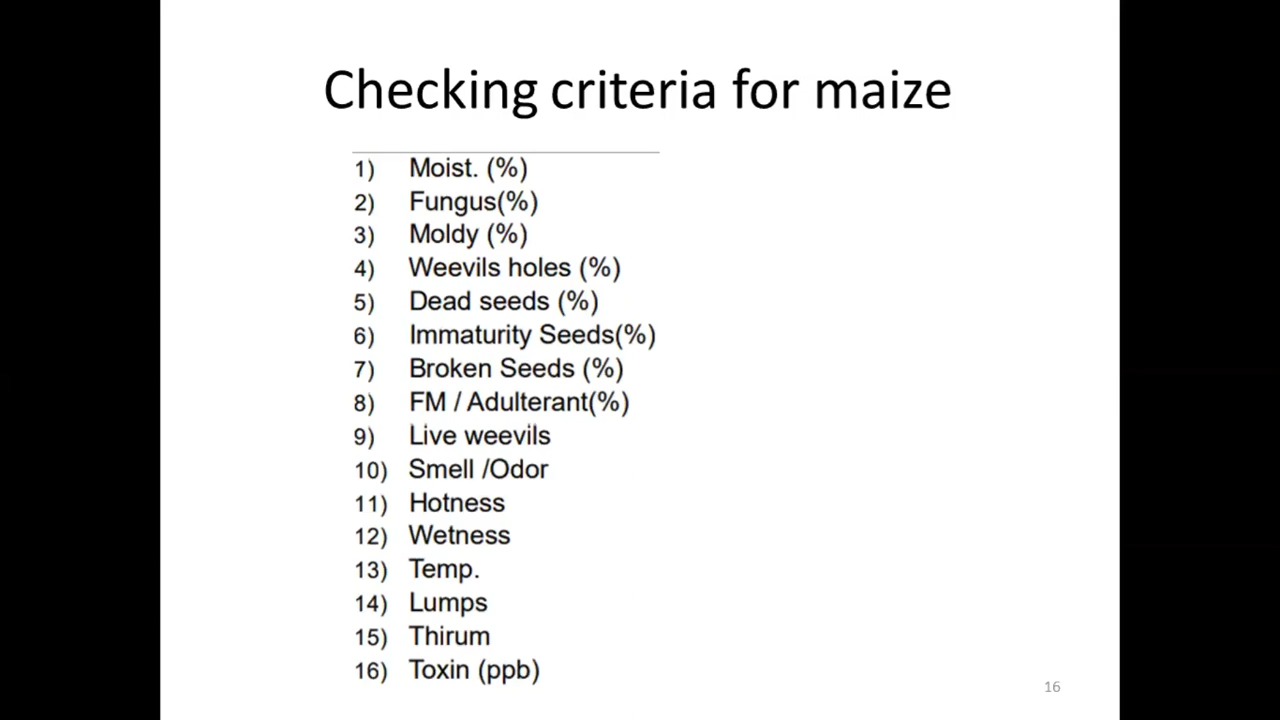 Checking criteria for maize
1) Moist. (%)
2) Fungus(%)
3) Moldy (%)
4) Weevils holes (%)
5) Dead seeds (%)
6) Immaturity Seeds(%)
7) Broken Seeds (%)
8) FM / Adulterant(%)
9) Live weevils
10) Smell /Odor
11) Hotness
12) Wetness
13) Temp.
14) Lumps
15) Thirum
16) Toxin (ppb)
16